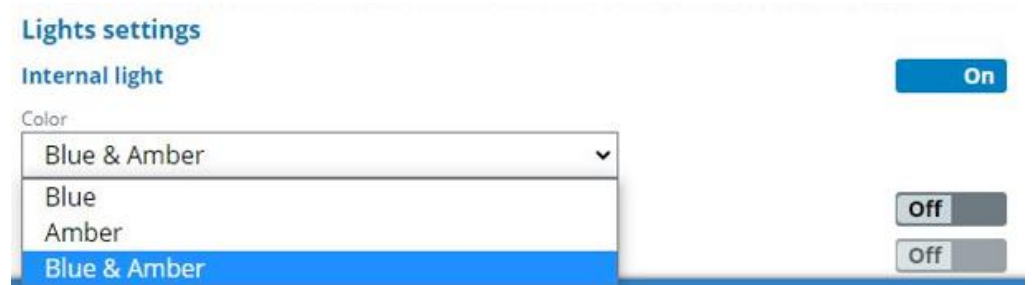 Lights settings
Internal light On
Color
Blue & Amber
Blue
Off
Amber
Off
Blue & Amber